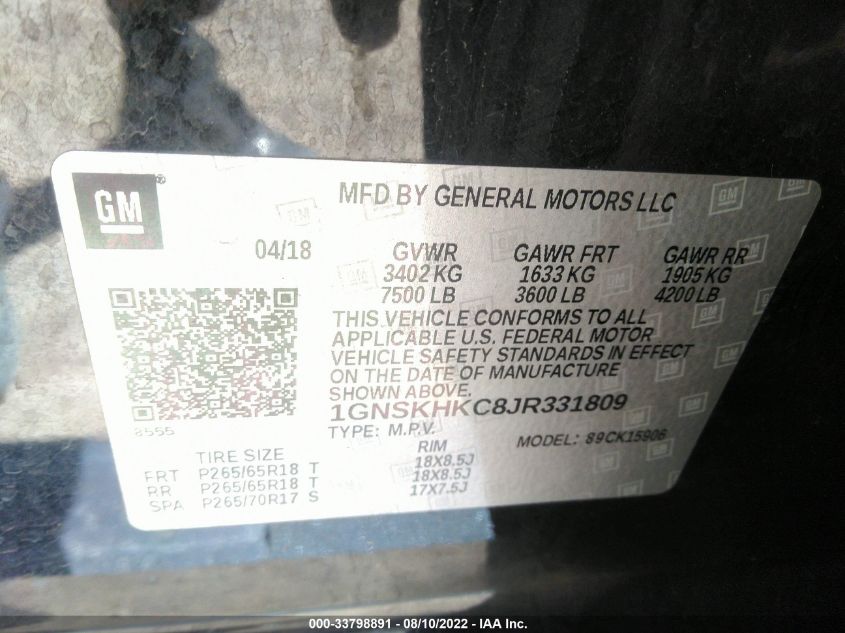 GM
MFD BY GENERAL MOTORS LLC
04/18 GVWR GAWR FRT GAWR RR
3402 KG 1633 KG 1905 KG
7500 LB 3600 LB 4200 LB
THIS VEHICLE CONFORMS TO ALL
APPLICABLE U.S. FEDERAL MOTOR
VEHICLE SAFETY STANDARDS IN EFFECT
ON THE DATE OF MANUFACTURE
SHOWN ABOVE.
1GNSKHKC8JR331809
8555
TYPE: M.P.V. MODEL: 89CK15906
TIRE SIZE RIM
FRT P265/65R18 T 18X8.5J
RR P265/65R18 T 18X8.5J
SPA P265/70R17 S 17X7.5J
000-33798891 - 08/10/2022 - IAA Inc.